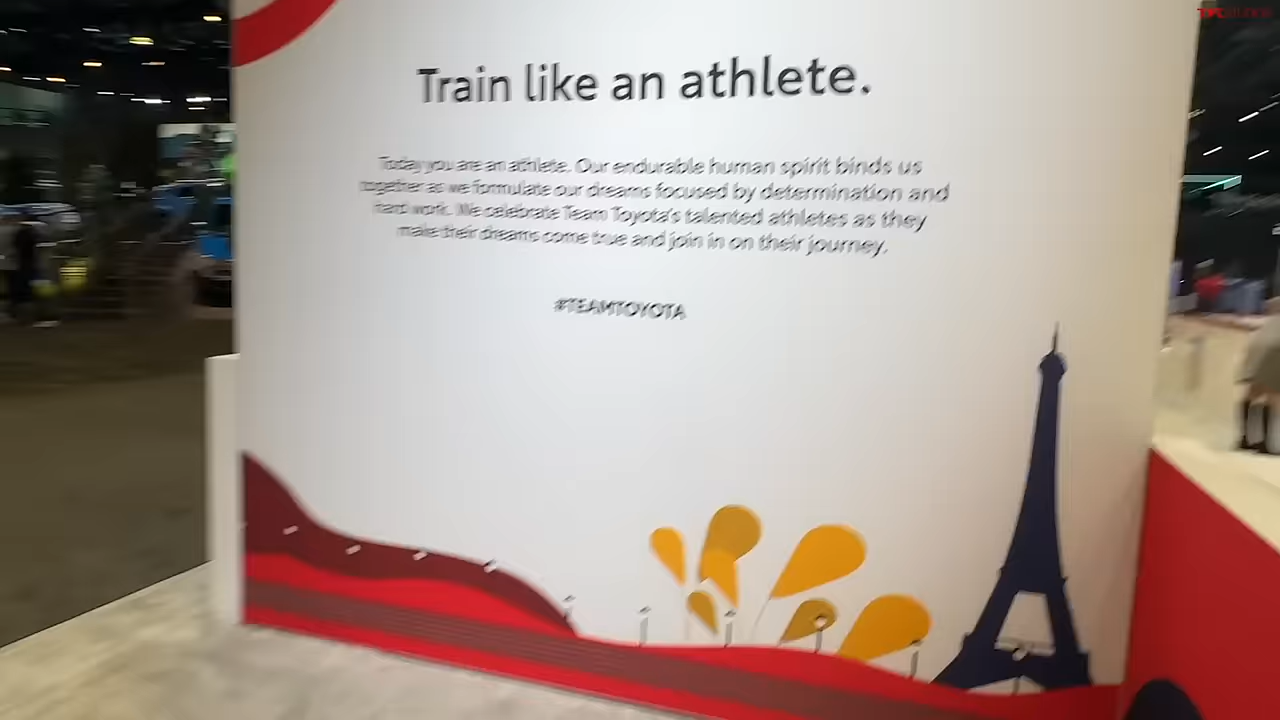 Train like an athlete.
Today you are an athlete. Our endurable human spirit binds us
together as we formulate our dreams focused by determination and
hard work. We celebrate Team Toyota's talented athletes as they
make their dreams come true and join in on their journey.
#TEAMTOYOTA